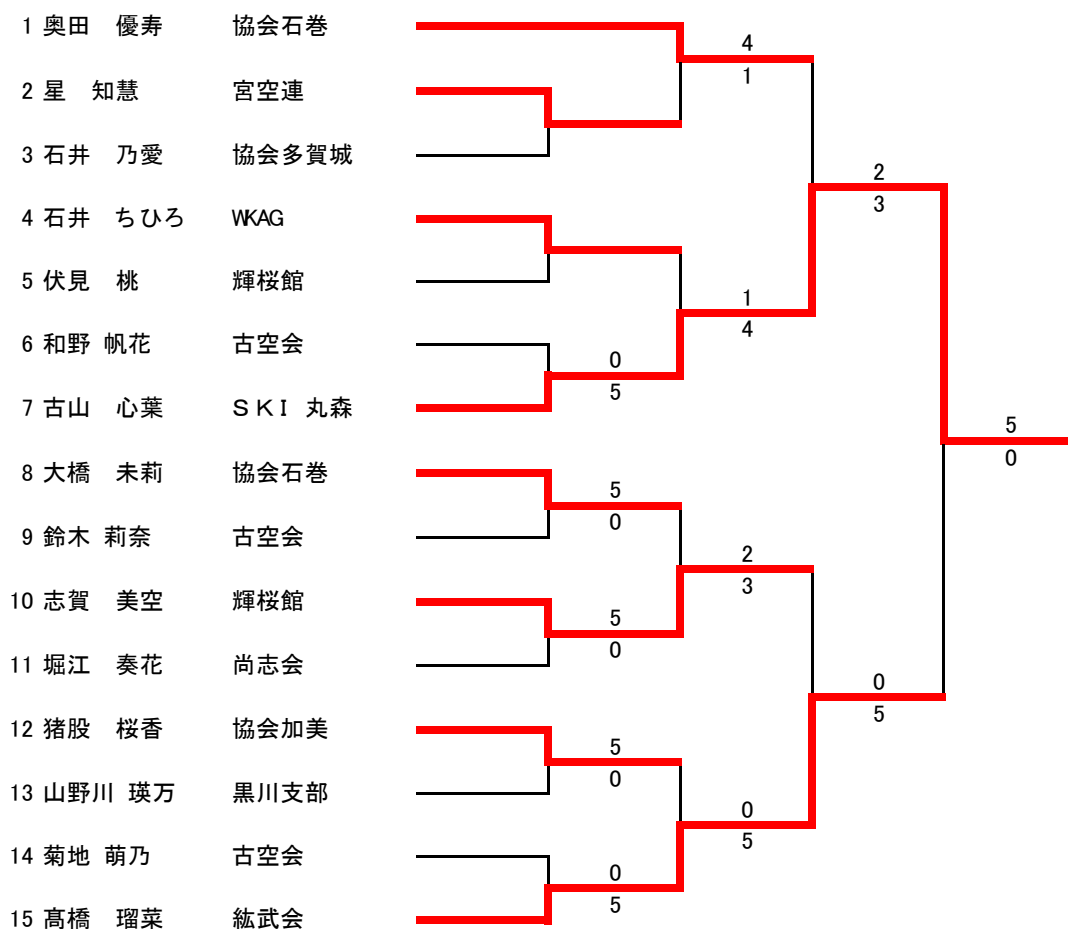 1 奥田　優寿 協会石巻
4
1
2 星　知慧 宮空連
3 石井　乃愛 協会多賀城
2
3
4 石井　ちひろ WKAG
5 伏見　桃 輝桜館
1
4
6 和野 帆花 古空会
0
5
7 古山　心葉 ＳＫＩ 丸森
5
0
8 大橋　未莉 協会石巻
5
0
9 鈴木 莉奈 古空会
2
3
10 志賀　美空 輝桜館
5
0
11 堀江　奏花 尚志会
0
5
12 猪股　桜香 協会加美
5
0
13 山野川 瑛万 黒川支部
0
5
14 菊地 萌乃 古空会
0
5
15 髙橋　瑠菜 紘武会